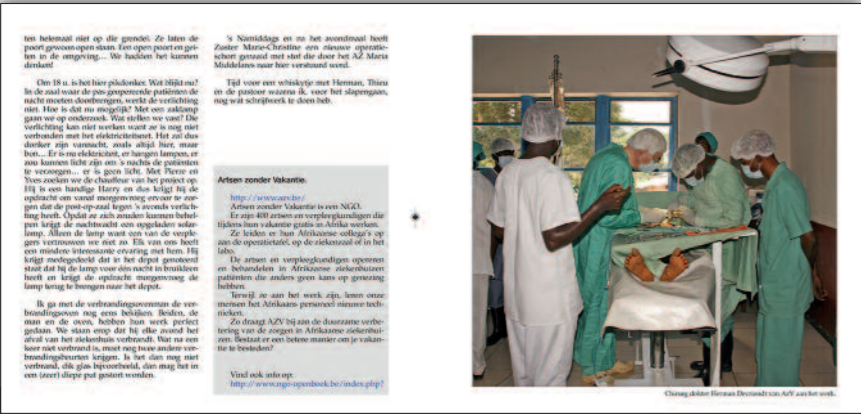 ten helemaal niet op die grendel. Ze laten de
poort gewoon open staan. Een open poort en gei-
ten in de omgeving… We hadden het kunnen
denken!
Om 18 u. is het hier pikdonker. Wat blijkt nu?
In de zaal waar de pas geopereerde patiënten de
nacht moeten doorbrengen, werkt de verlichting
niet. Hoe is dat nu mogelijk? Met een zaklamp
gaan we op onderzoek. Wat stellen we vast? Die
verlichting kan niet werken want ze is nog niet
verbonden met het elektriciteitsnet. Het zal dus
donker zijn vannacht, zoals altijd hier, maar
bon… Er is nu elektriciteit, er hangen lampen, er
zou kunnen licht zijn om 's nachts de patiënten
te verzorgen… er is geen licht. Met Pierre en
Yves zoeken we de chauffeur van het project op.
Hij is een handige Harry en dus krijgt hij de
opdracht om vanaf morgenvroeg ervoor te zor-
gen dat de post-op-zaal tegen 's avonds verlich-
ting heeft. Opdat ze zich zouden kunnen behel-
pen krijgt de nachtwacht een opgeladen solar-
lamp. Alleen de lamp want een van de verple-
gers vertrouwen we niet zo. Elk van ons heeft
een mindere interessante ervaring met hem. Hij
krijgt medegedeeld dat in het depot genoteerd
staat dat hij de lamp voor één nacht in bruikleen
heeft en krijgt de opdracht morgenvroeg de
lamp terug te brengen naar het depot.
Ik ga met de verbrandingsovenman de ver-
brandingsoven nog eens bekijken. Beiden, de
man en de oven, hebben hun werk perfect
gedaan. We staan erop dat hij elke avond het
afval van het ziekenhuis verbrandt. Wat na een
keer niet verbrand is, moet nog twee andere ver-
brandingsbeurten krijgen. Is het dan nog niet
verbrand, dik glas bijvoorbeeld, dan mag het in
een (zeer) diepe put gestort worden.
's Namiddags en na het avondmaal heeft
Zuster Marie-Christine een nieuwe operatie-
schort genaaid met stof die door het AZ Maria
Middelares naar hier verstuurd werd.
Tijd voor een whiskytje met Herman, Thieu
en de pastoor waarna ik, voor het slapengaan,
nog wat schrijfwerk te doen heb.
Artsen zonder Vakantie.
http://www.azv.be/
Artsen zonder Vakantie is een NGO.
Er zijn 400 artsen en verpleegkundigen die
tijdens hun vakantie gratis in Afrika werken.
Ze leiden er hun Afrikaanse collega's op
aan de operatietafel, op de ziekenzaal of in het
labo.
De artsen en verpleegkundigen opereren
en behandelen in Afrikaanse ziekenhuizen
patiënten die anders geen kans op genezing
hebben.
Terwijl ze aan het werk zijn, leren onze
mensen het Afrikaans personeel nieuwe tech-
nieken.
Zo draagt AZV bij aan de duurzame verbe-
tering van de zorgen in Afrikaanse ziekenhui-
zen. Bestaat er een betere manier om je vakan-
tie te besteden?
Vind ook info op:
http://www.ngo-openboek.be/index.php?
Chirurg dokter Herman van AzV aan het werk.